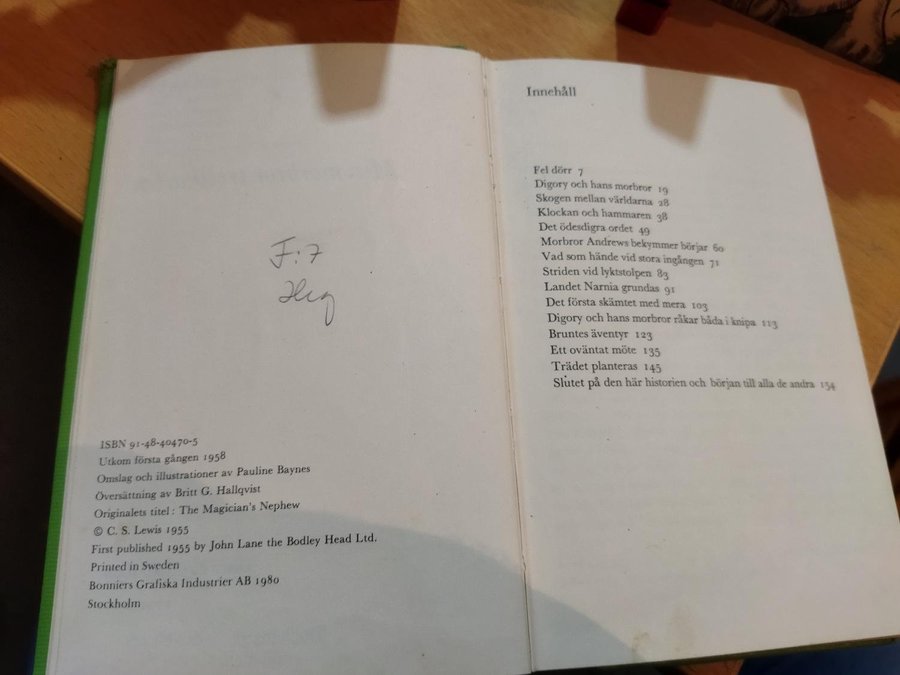 F:7
ISBN 91-48-40470-5
Utkom första gången 1958
Omslag och illustrationer av Pauline Baynes
Översättning av Britt G. Hallqvist
Originalets titel: The Magician's Nephew
© C. S. Lewis 1955
First published 1955 by John Lane the Bodley Head Ltd.
Printed in Sweden
Bonniers Grafiska Industrier AB 1980
Stockholm
Innehåll
Fel dörr 7
Digory och hans morbror 19
Skogen mellan världarna 28
Klockan och hammaren 38
Det ödesdigra ordet 49
Morbror Andrews bekymmer börjar 60
Vad som hände vid stora ingången 71
Striden vid lyktstolpen 83
Landet Narnia grundas 91
Det första skämtet med mera 103
Digory och hans morbror råkar båda i knipa 113
Bruntes äventyr 123
Ett oväntat möte 135
Trädet planteras 145
Slutet på den här historien och början till alla de andra 154